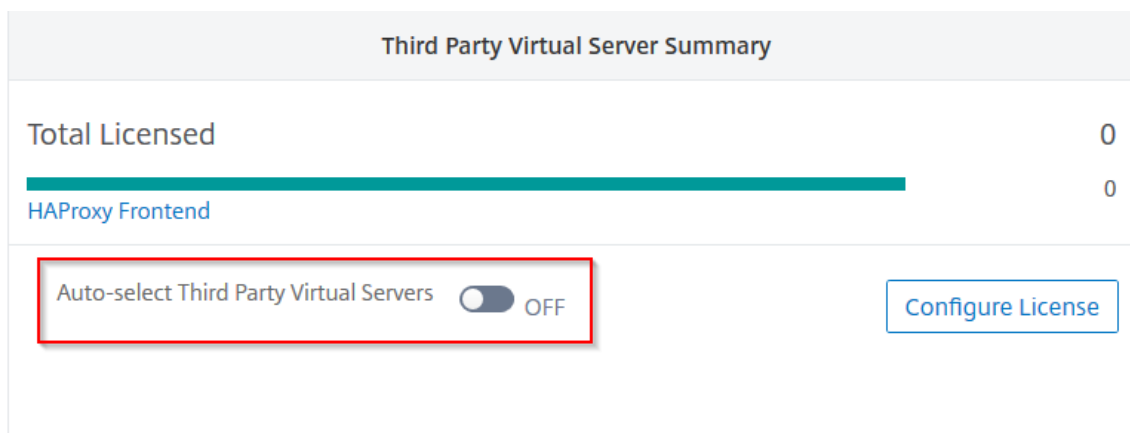 Third Party Virtual Server Summary
Total Licensed 0
0
HAProxy Frontend
Auto-select Third Party Virtual Servers OFF
Configure License